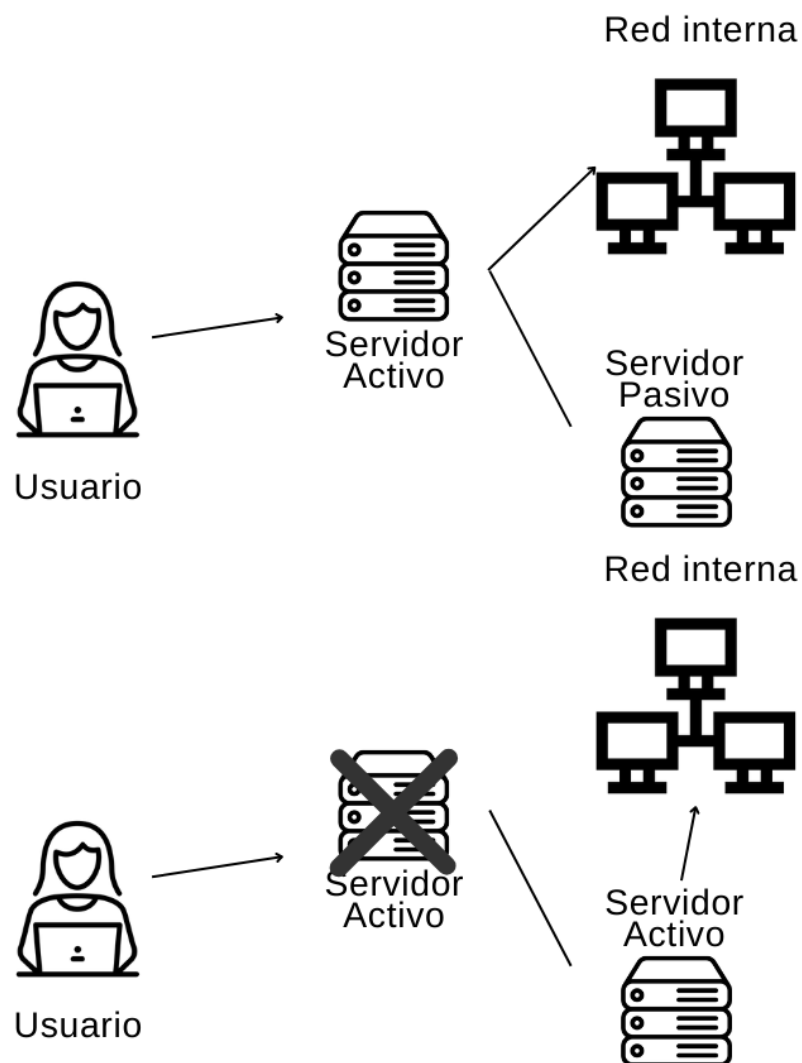 Red interna
Servidor
Activo
Servidor
Pasivo
Usuario
Red interna
Servidor
Activo
Servidor
Activo
Usuario